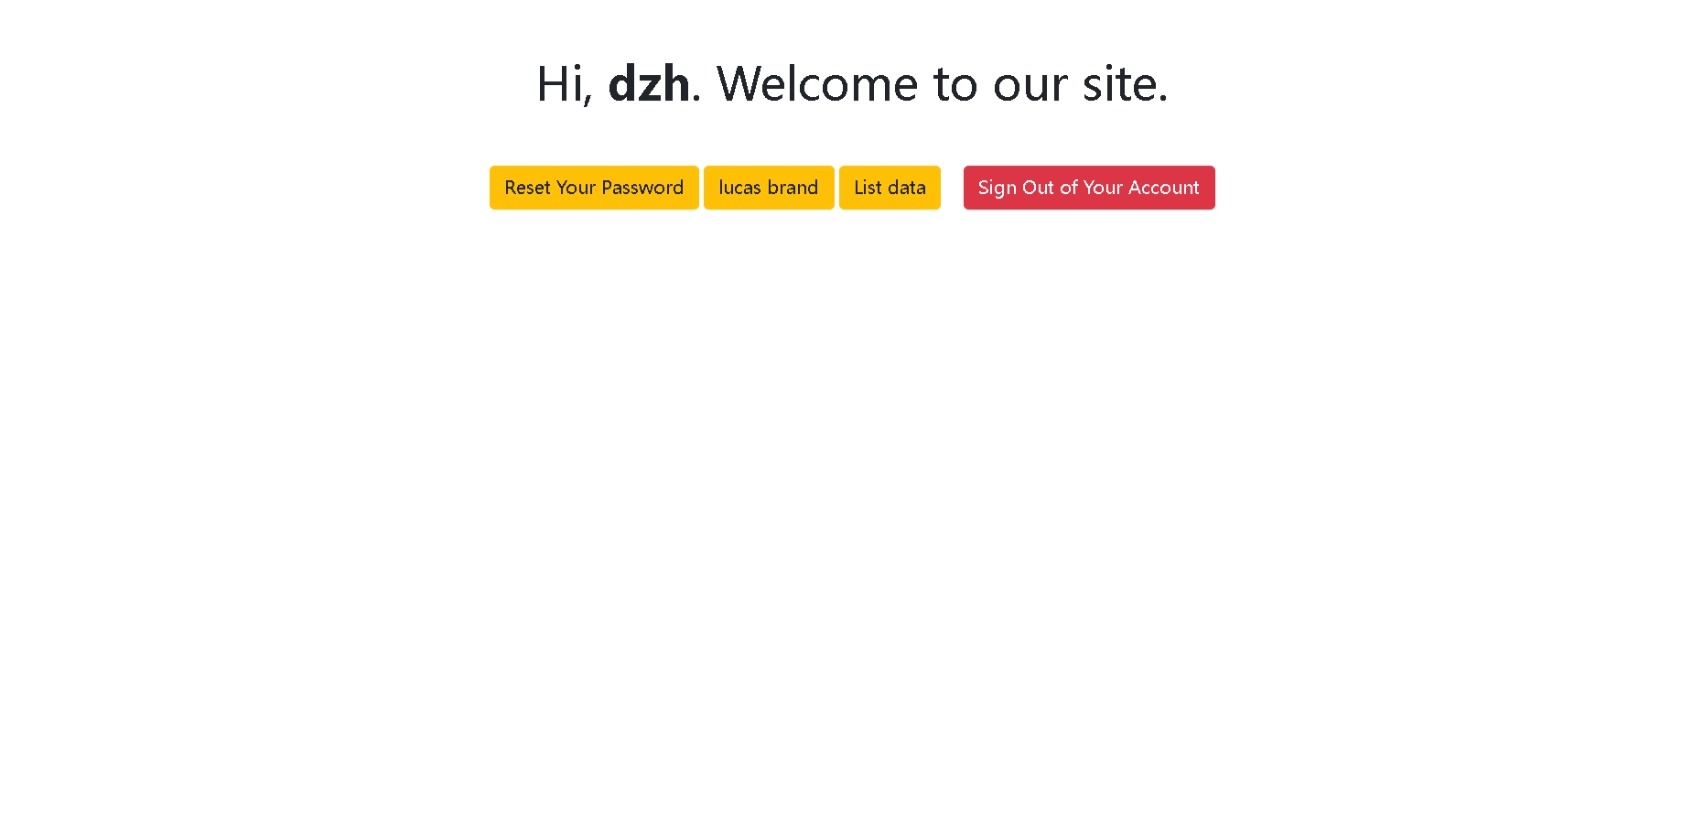 Hi, dzh. Welcome to our site.
Reset Your Password lucas brand List data Sign Out of Your Account